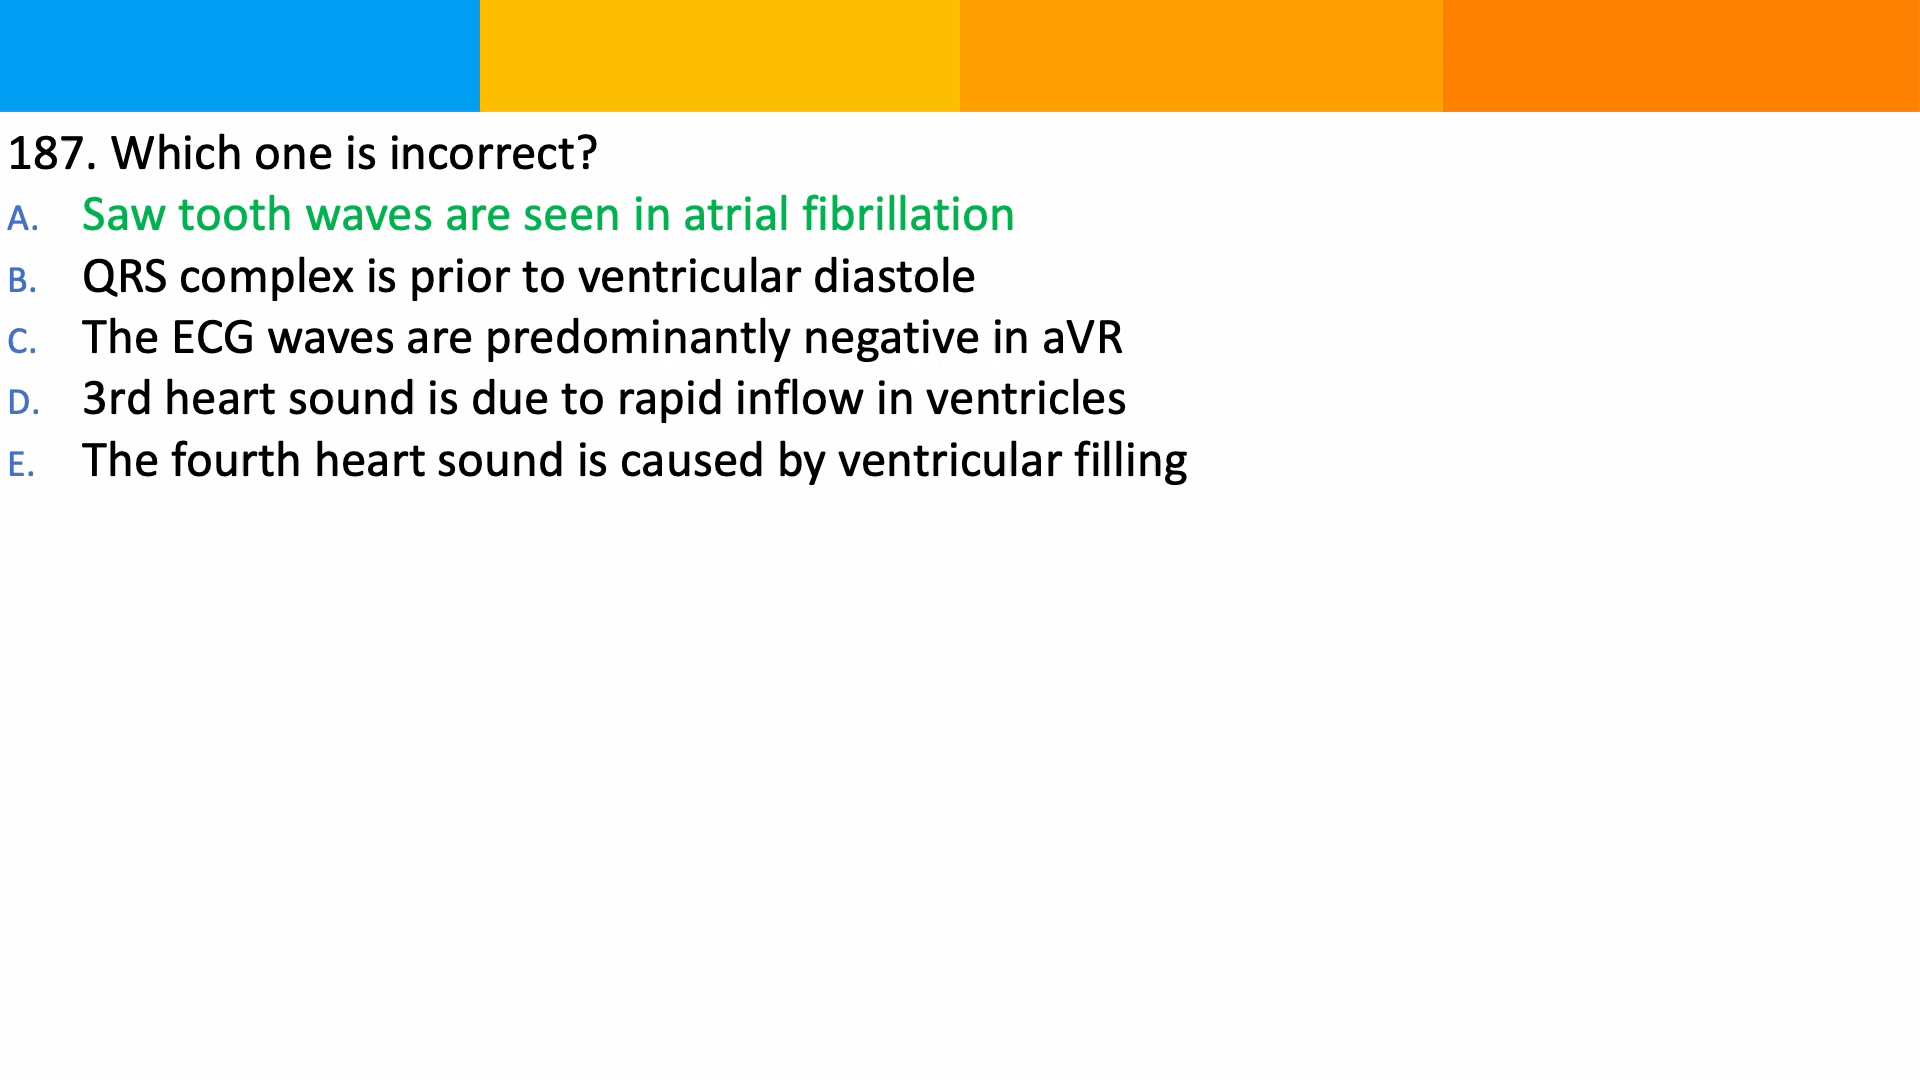 187. Which one is incorrect?
A. Saw tooth waves are seen in atrial fibrillation
B. QRS complex is prior to ventricular diastole
C. The ECG waves are predominantly negative in aVR
D. 3rd heart sound is due to rapid inflow in ventricles
E. The fourth heart sound is caused by ventricular filling